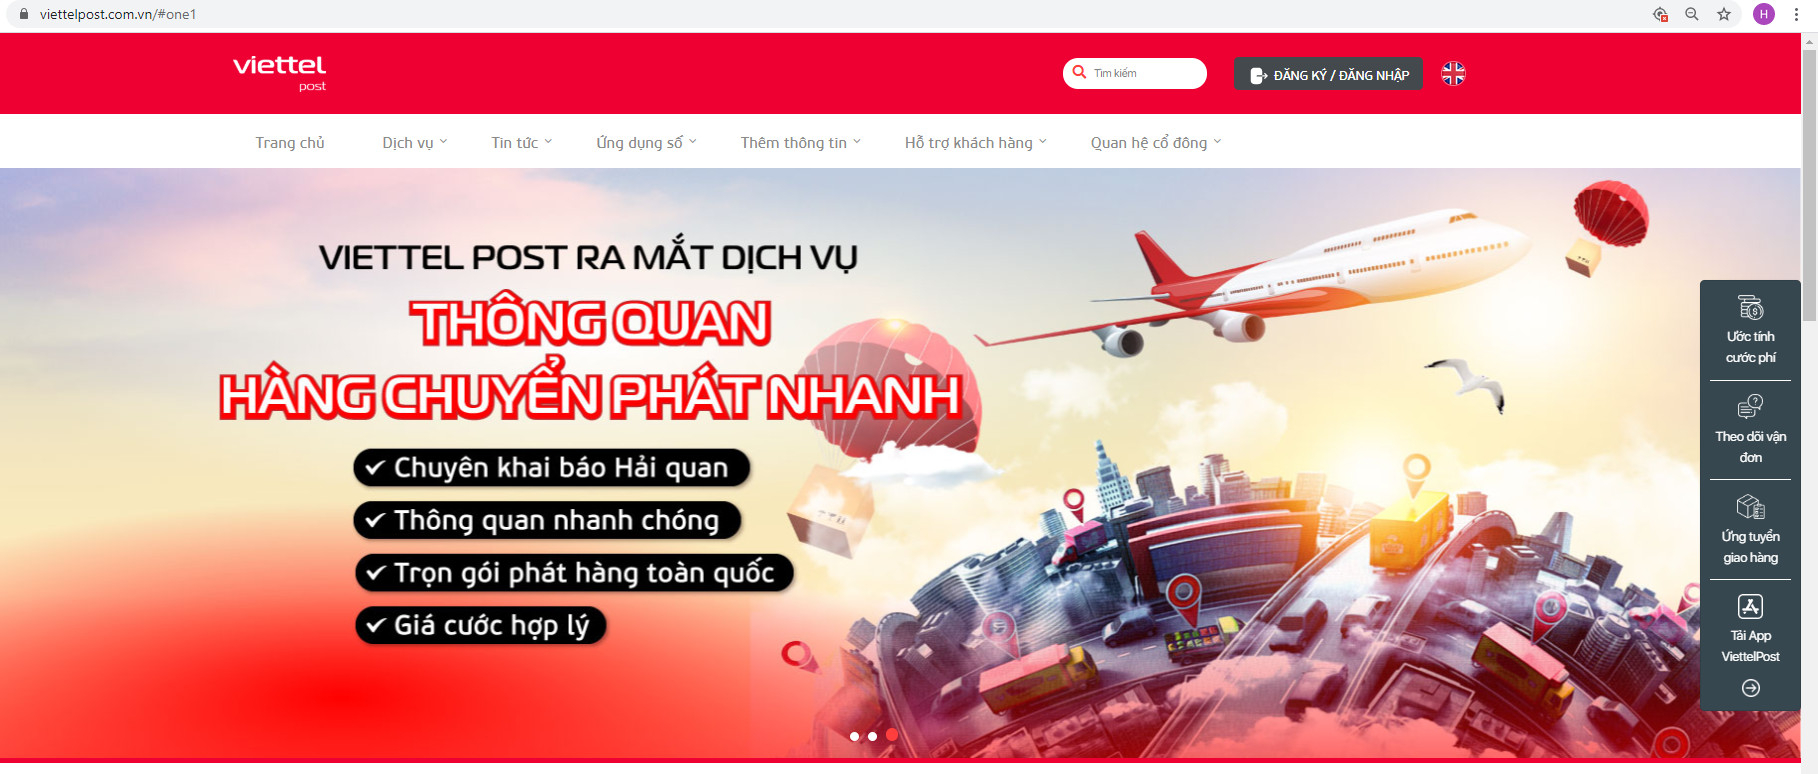 viettelpost.com.vn/#one1
H
viettel
post
Tìm kiếm
ĐĂNG KÝ / ĐĂNG NHẬP
Trang chủ
Dịch vụ
Tin tức
Ứng dụng số
Thêm thông tin
Hỗ trợ khách hàng
Quan hệ cổ đông
VIETTEL POST RA MẮT DỊCH VỤ
THÔNG QUAN
HÀNG CHUYỂN PHÁT NHANH
Chuyên khai báo Hải quan
Thông quan nhanh chóng
Trọn gói phát hàng toàn quốc
Giá cước hợp lý
Ước tính
cước phí
Theo dõi vận
đơn
Ứng tuyển
giao hàng
Tải App
ViettelPost